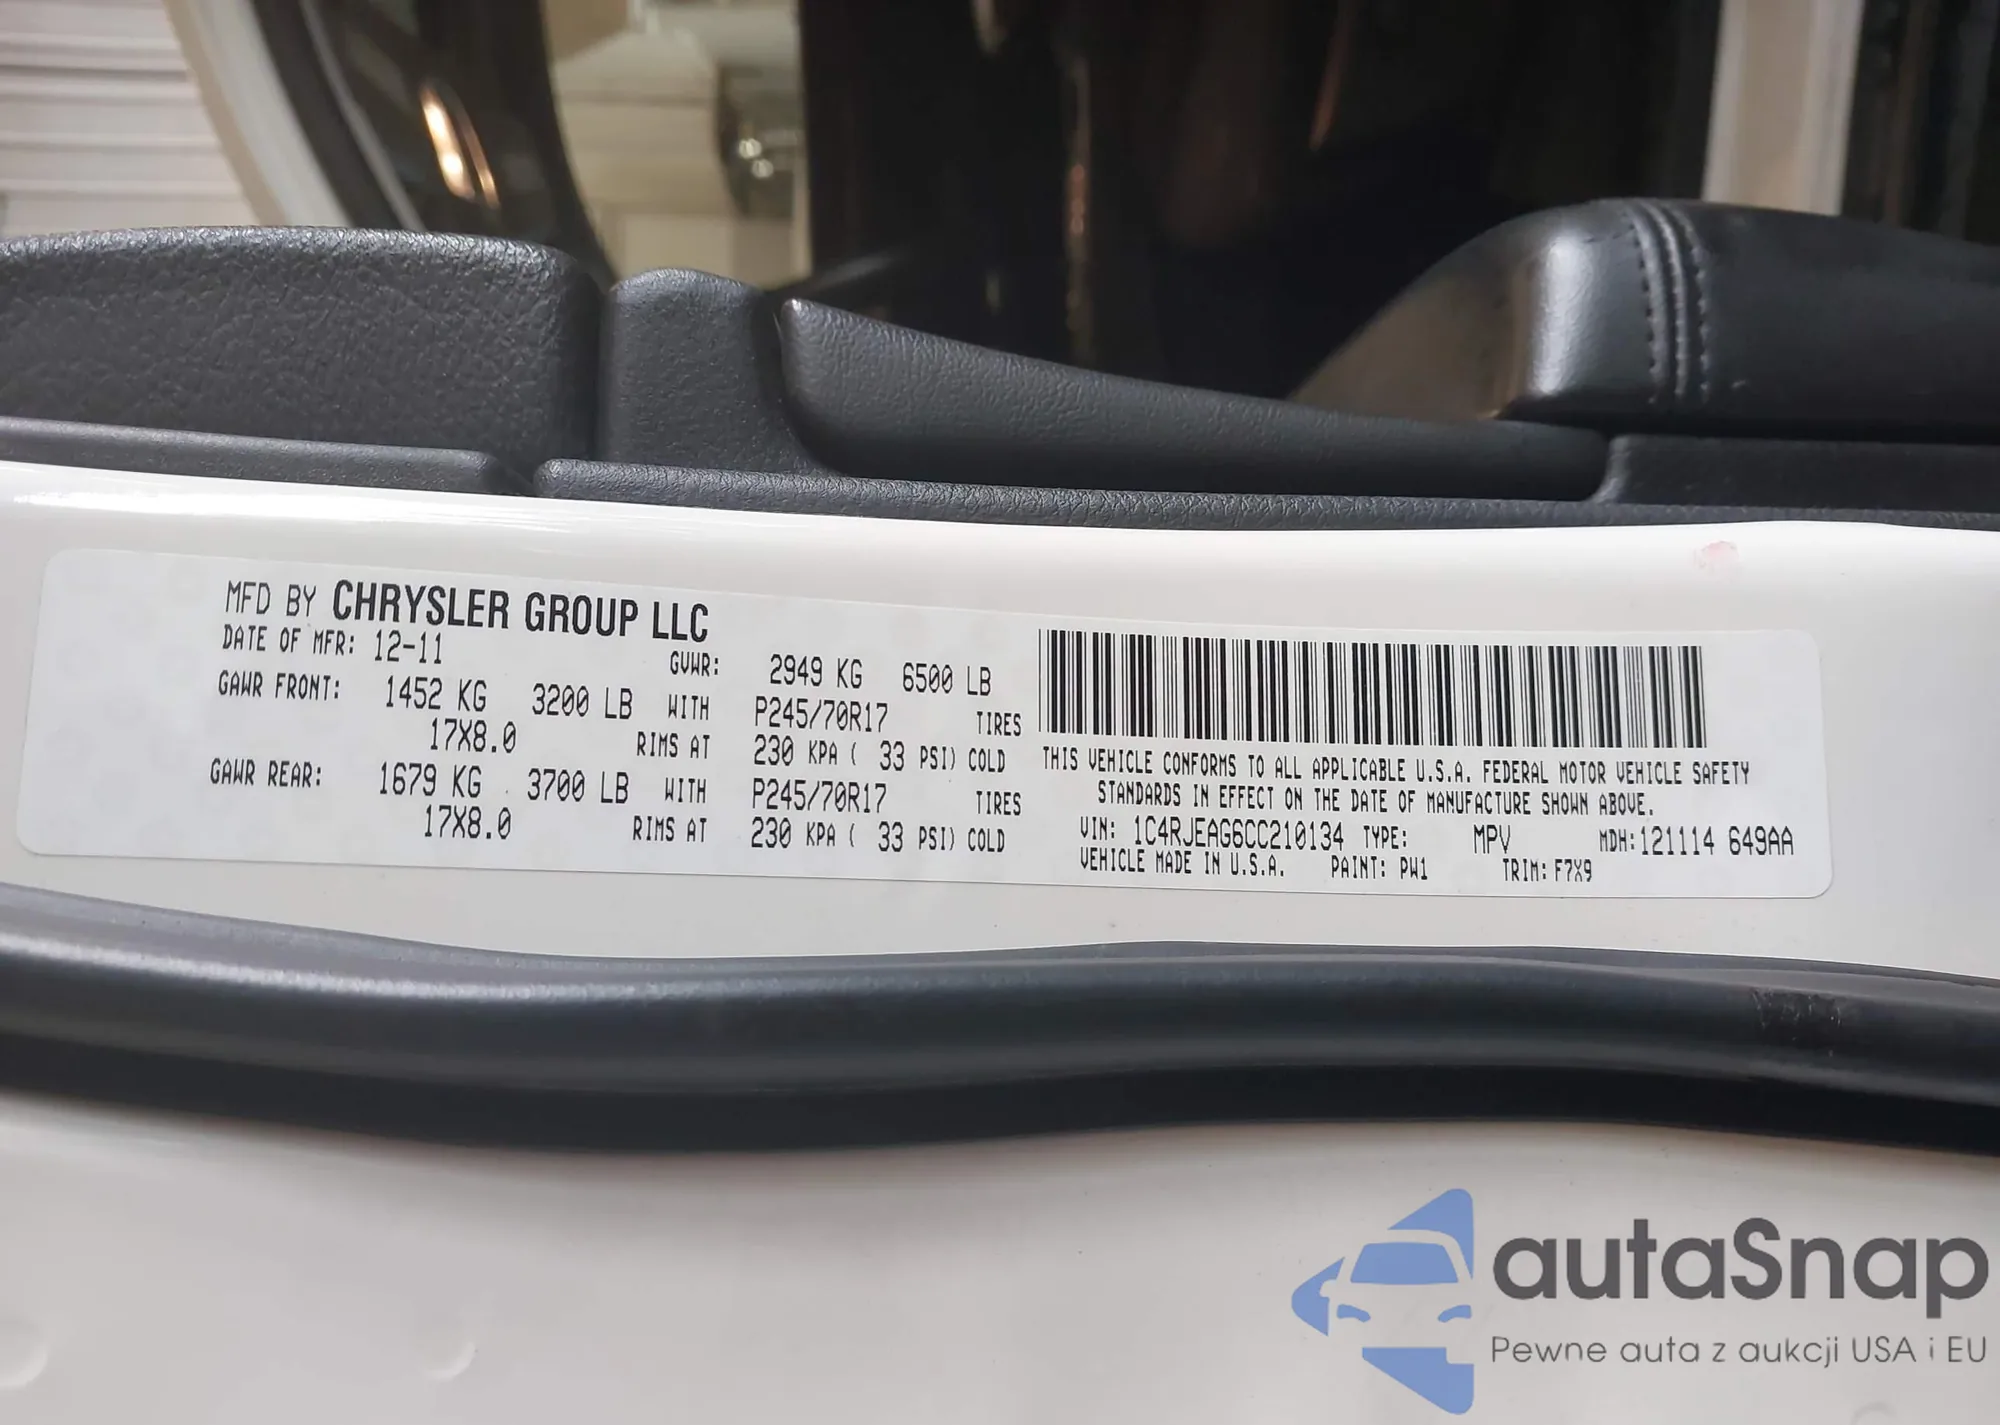 MFD BY CHRYSLER GROUP LLC
DATE OF MFR: 12-11 GVWR: 2949 KG 6500 LB
GAWR FRONT: 1452 KG 3200 LB WITH P245/70R17 TIRES
17X8.0 RIMS AT 230 KPA ( 33 PSI) COLD
GAWR REAR: 1679 KG 3700 LB WITH P245/70R17 TIRES
17X8.0 RIMS AT 230 KPA ( 33 PSI) COLD
THIS VEHICLE CONFORMS TO ALL APPLICABLE U.S.A. FEDERAL MOTOR VEHICLE SAFETY
STANDARDS IN EFFECT ON THE DATE OF MANUFACTURE SHOWN ABOVE.
VIN: 1C4RJEAG6CC210134 TYPE: MPV MDH: 121114 649AA
VEHICLE MADE IN U.S.A. PAINT: PW1 TRIM: F7X9
autaSnap
Pewne auta z aukcji USA i EU